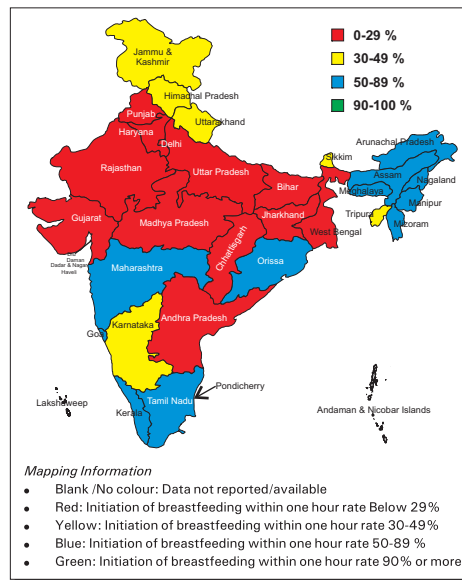 0-29 %
30-49 %
50-89 %
90-100 %
Jammu &
Kashmir
Himadhal Pradesh
Punjab
Uttarakhand
Haryana
Delhi
Arunachal Pradesh
Sikkim
Rajasthan
Uttar Pradesh
Assam
Nagaland
Bihar
Meghalaya
Manipur
Jharkhand
Tripura
Mizoram
Gujarat
Madhya Pradesh
West Bengal
Chhattisgarh
Daman
Dadar & Nagar
Haveli
Maharashtra
Orissa
Andhra Pradesh
Karnataka
Goa
Pondicherry
Lakshdweep
Tamil Nadu
Kerala
Andaman & Nicobar Islands
Mapping Information
• Blank /No colour: Data not reported/available
• Red: Initiation of breastfeeding within one hour rate Below 29%
• Yellow: Initiation of breastfeeding within one hour rate 30-49%
• Blue: Initiation of breastfeeding within one hour rate 50-89 %
• Green: Initiation of breastfeeding within one hour rate 90% or more